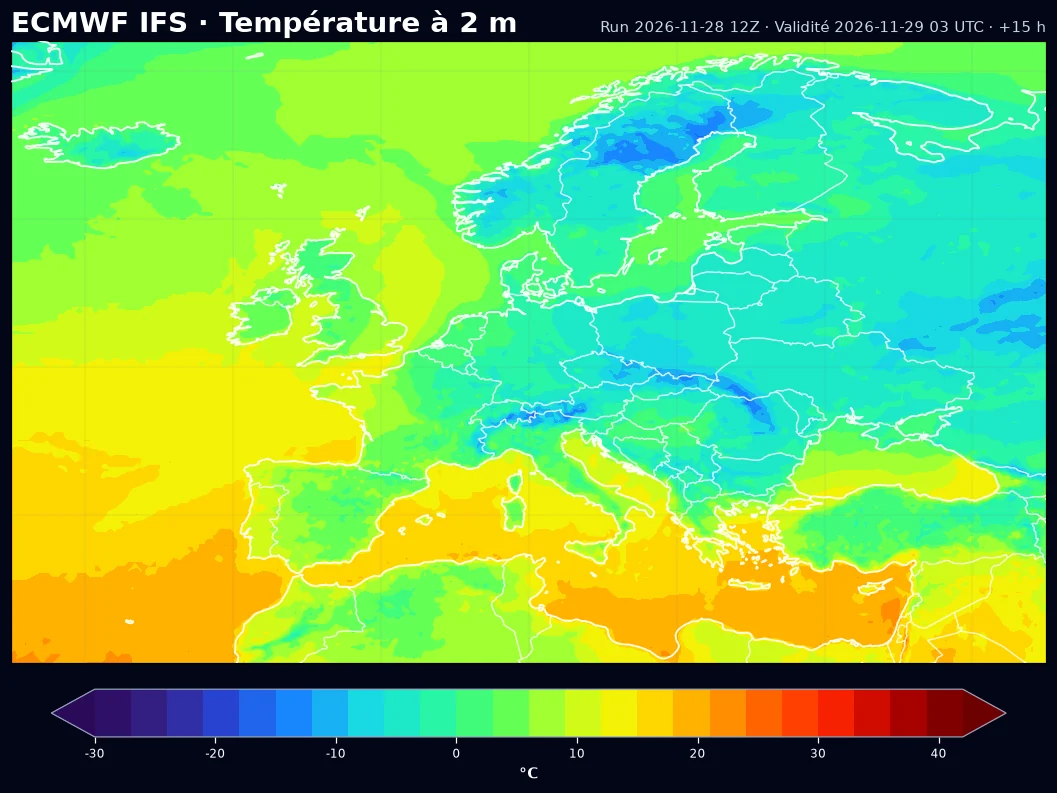 ECMWF IFS · Température à 2 m
Run 2026-11-28 12Z · Validité 2026-11-29 03 UTC · +15 h
-30 -20 -10 0 10 20 30 40
°C